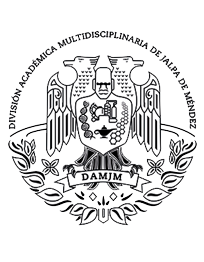 DIVISIÓN ACADÉMICA MULTIDISCIPLINARIA DE JALPA DE MÉNDEZ
DAMJM